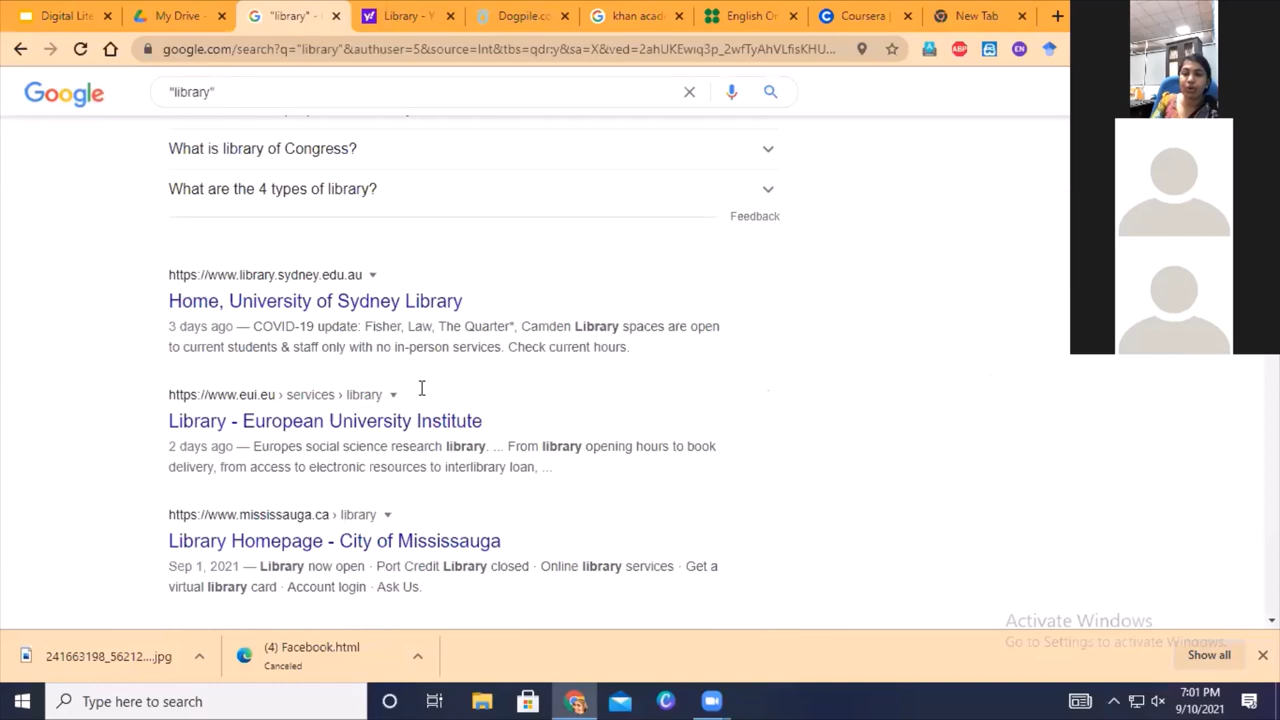 Digital Lite
My Drive -
"library" -
Library - Y
Dogpile.co
khan acad
English On
Coursera |
New Tab
google.com/search?q="library"&authuser=5&source=lnt&tbs=qdr:y&sa=X&ved=2ahUKEwiq3p_2wfTyAhVLfisKHU...
ABP
EN
Google
"library"
What is library of Congress?
What are the 4 types of library?
Feedback
https://www.library.sydney.edu.au
Home, University of Sydney Library
3 days ago — COVID-19 update: Fisher, Law, The Quarter*, Camden Library spaces are open
to current students & staff only with no in-person services. Check current hours.
https://www.eui.eu › services › library
Library - European University Institute
2 days ago — Europes social science research library. ... From library opening hours to book
delivery, from access to electronic resources to interlibrary loan, ...
https://www.mississauga.ca › library
Library Homepage - City of Mississauga
Sep 1, 2021 — Library now open · Port Credit Library closed · Online library services · Get a
virtual library card · Account login · Ask Us.
Activate Windows
Go to Settings to activate Windows.
241663198_56212....jpg
(4) Facebook.html
Canceled
Show all
Type here to search
7:01 PM
9/10/2021